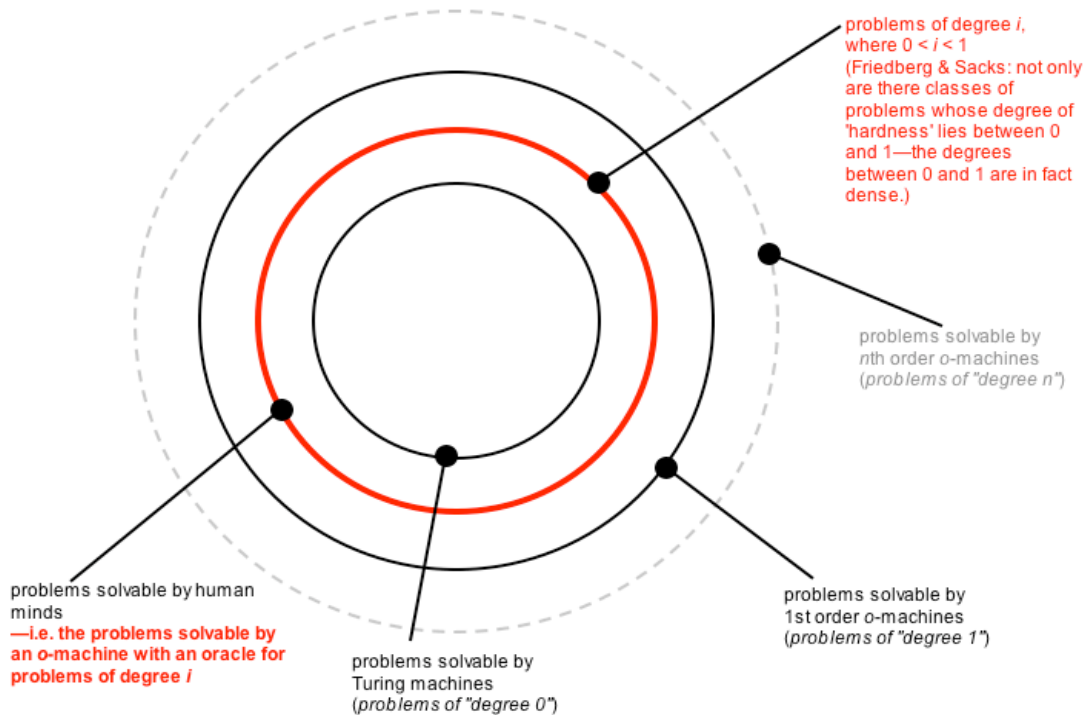 problems of degree i,
where 0 < i < 1
(Friedberg & Sacks: not only
are there classes of
problems whose degree of
'hardness' lies between 0
and 1—the degrees
between 0 and 1 are in fact
dense.)
problems solvable by
nth order o-machines
(problems of "degree n")
problems solvable by human
minds
—i.e. the problems solvable by
an o-machine with an oracle for
problems of degree i
problems solvable by
Turing machines
(problems of "degree 0")
problems solvable by
1st order o-machines
(problems of "degree 1")